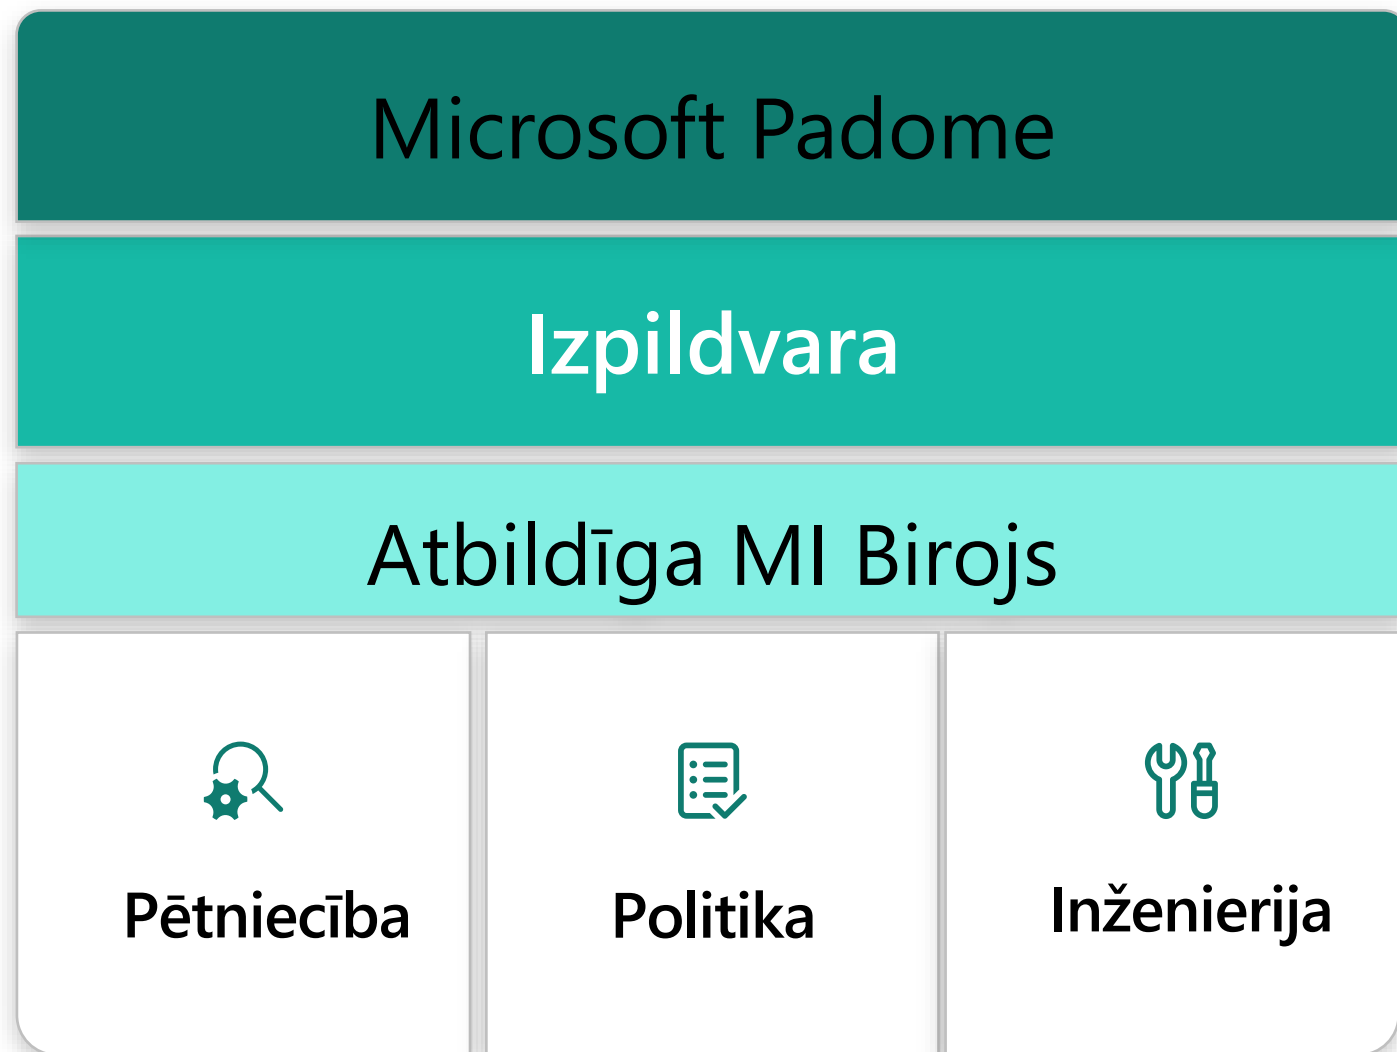 Microsoft Padome
Izpildvara
Atbildīga MI Birojs
Pētniecība
Politika
Inženierija